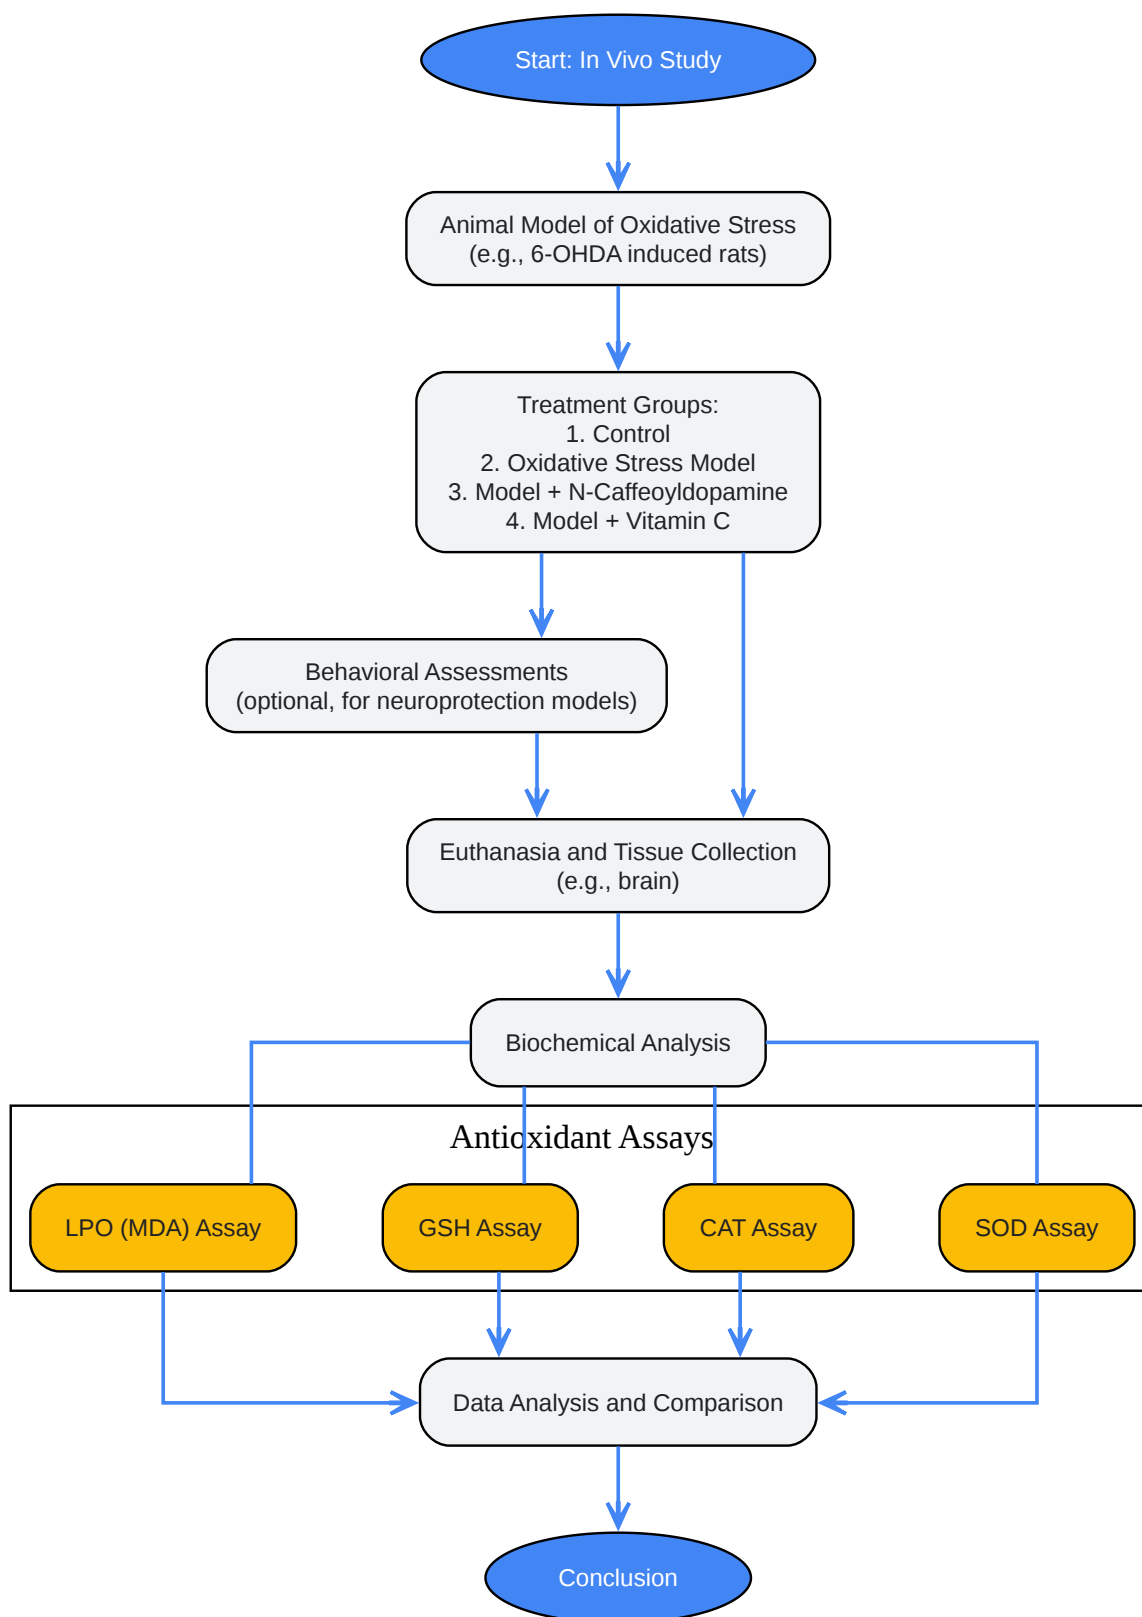 Start: In Vivo Study
Animal Model of Oxidative Stress
(e.g., 6-OHDA induced rats)
Treatment Groups:
1. Control
2. Oxidative Stress Model
3. Model + N-Caffeoyldopamine
4. Model + Vitamin C
Behavioral Assessments
(optional, for neuroprotection models)
Euthanasia and Tissue Collection
(e.g., brain)
Biochemical Analysis
Antioxidant Assays
LPO (MDA) Assay
GSH Assay
CAT Assay
SOD Assay
Data Analysis and Comparison
Conclusion